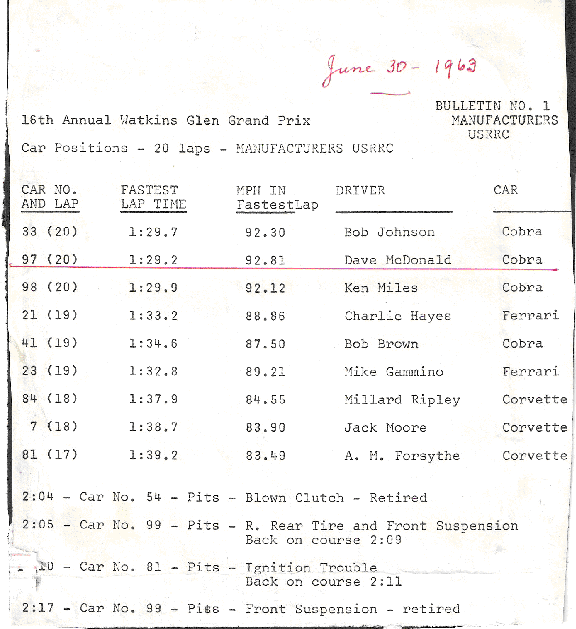 June 30 - 1963
BULLETIN NO. 1
16th Annual Watkins Glen Grand Prix MANUFACTURERS
USRRC
Car Positions - 20 laps - MANUFACTURERS USRRC
CAR NO. FASTEST MPH IN DRIVER CAR
AND LAP LAP TIME FastestLap
33 (20) 1:29.7 92.30 Bob Johnson Cobra
97 (20) 1:29.2 92.81 Dave McDonald Cobra
98 (20) 1:29.9 92.12 Ken Miles Cobra
21 (19) 1:33.2 88.86 Charlie Hayes Ferrari
41 (19) 1:34.6 87.50 Bob Brown Cobra
23 (19) 1:32.8 89.21 Mike Gammino Ferrari
84 (18) 1:37.9 84.55 Millard Ripley Corvette
7 (18) 1:38.7 83.90 Jack Moore Corvette
81 (17) 1:39.2 83.49 A. M. Forsythe Corvette
2:04 - Car No. 54 - Pits - Blown Clutch - Retired
2:05 - Car No. 99 - Pits - R. Rear Tire and Front Suspension
Back on course 2:09
- Car No. 81 - Pits - Ignition Trouble
Back on course 2:11
2:17 - Car No. 99 - Pits - Front Suspension - retired